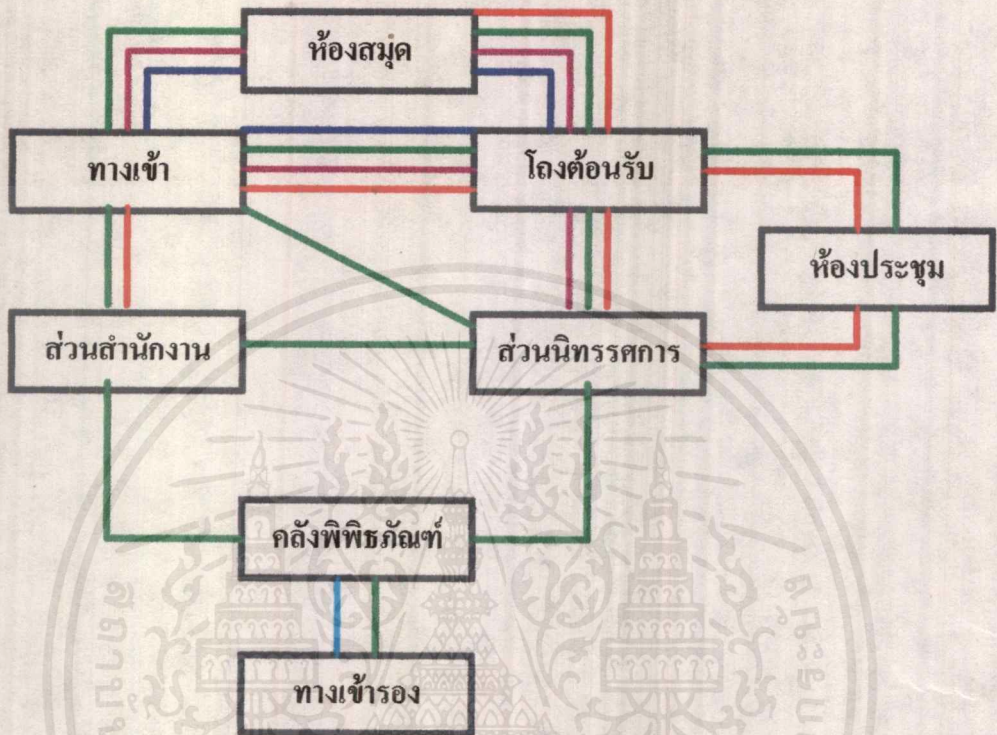 ห้องสมุด
ทางเข้า
โถงต้อนรับ
ห้องประชุม
ส่วนสำนักงาน
ส่วนนิทรรศการ
คลังพิพิธภัณฑ์
ทางเข้ารอง